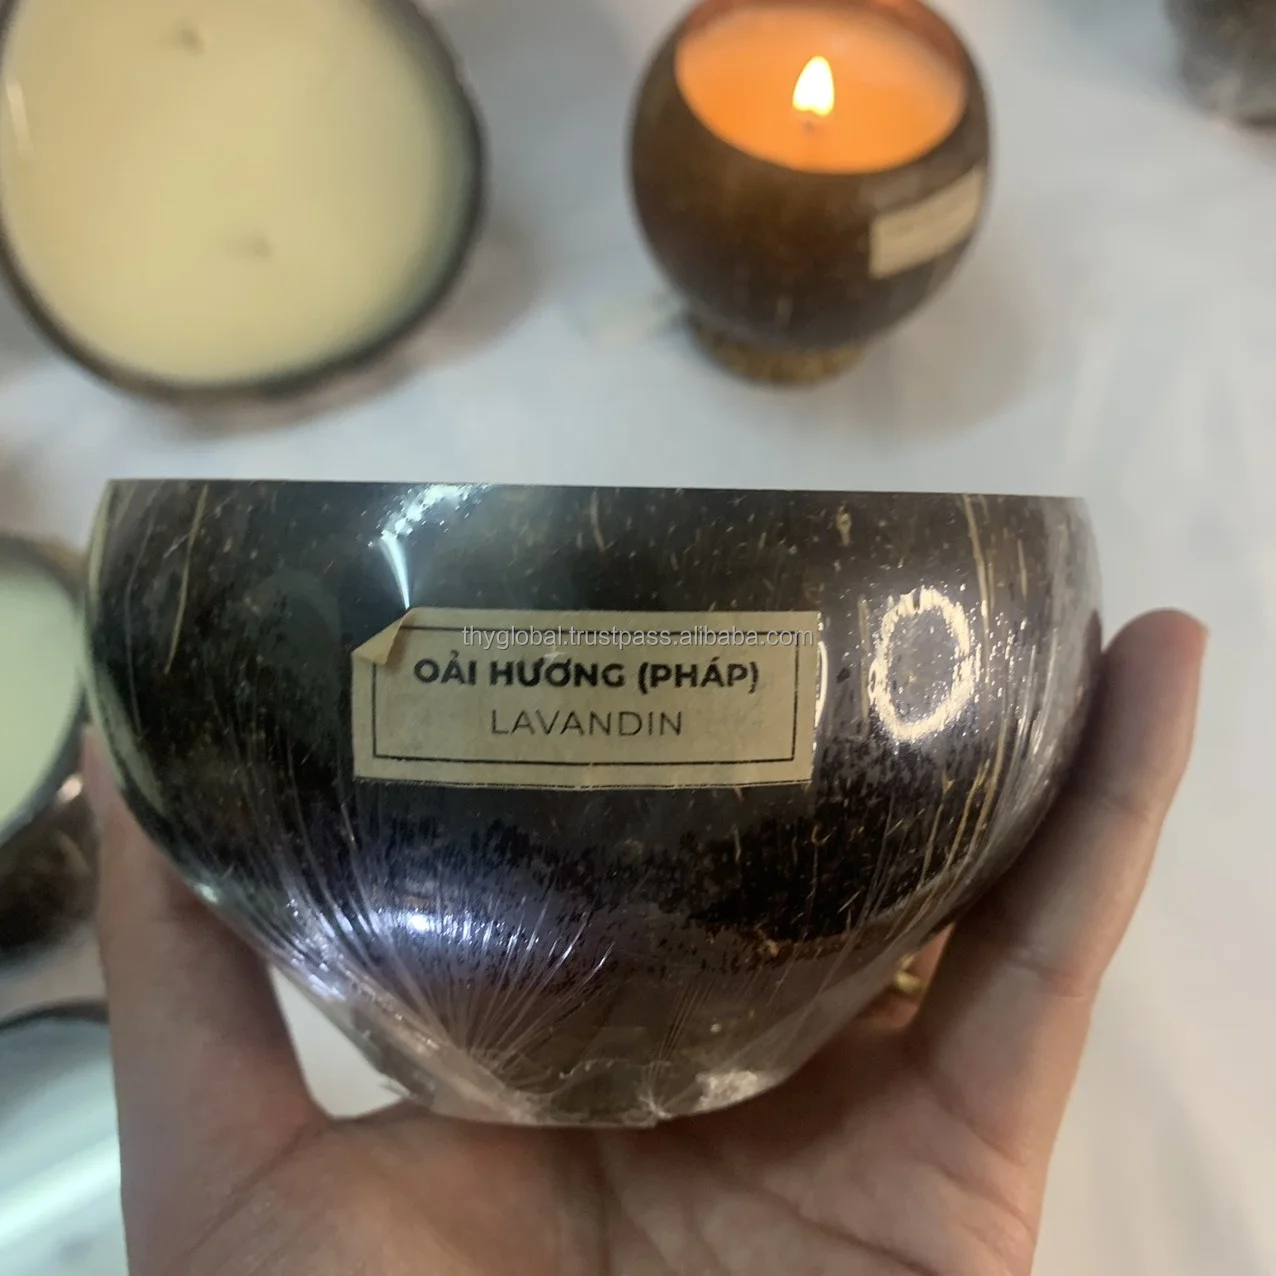 thyglobal.trustpass.alibaba.com
OẢI HƯƠNG (PHÁP)
LAVANDIN